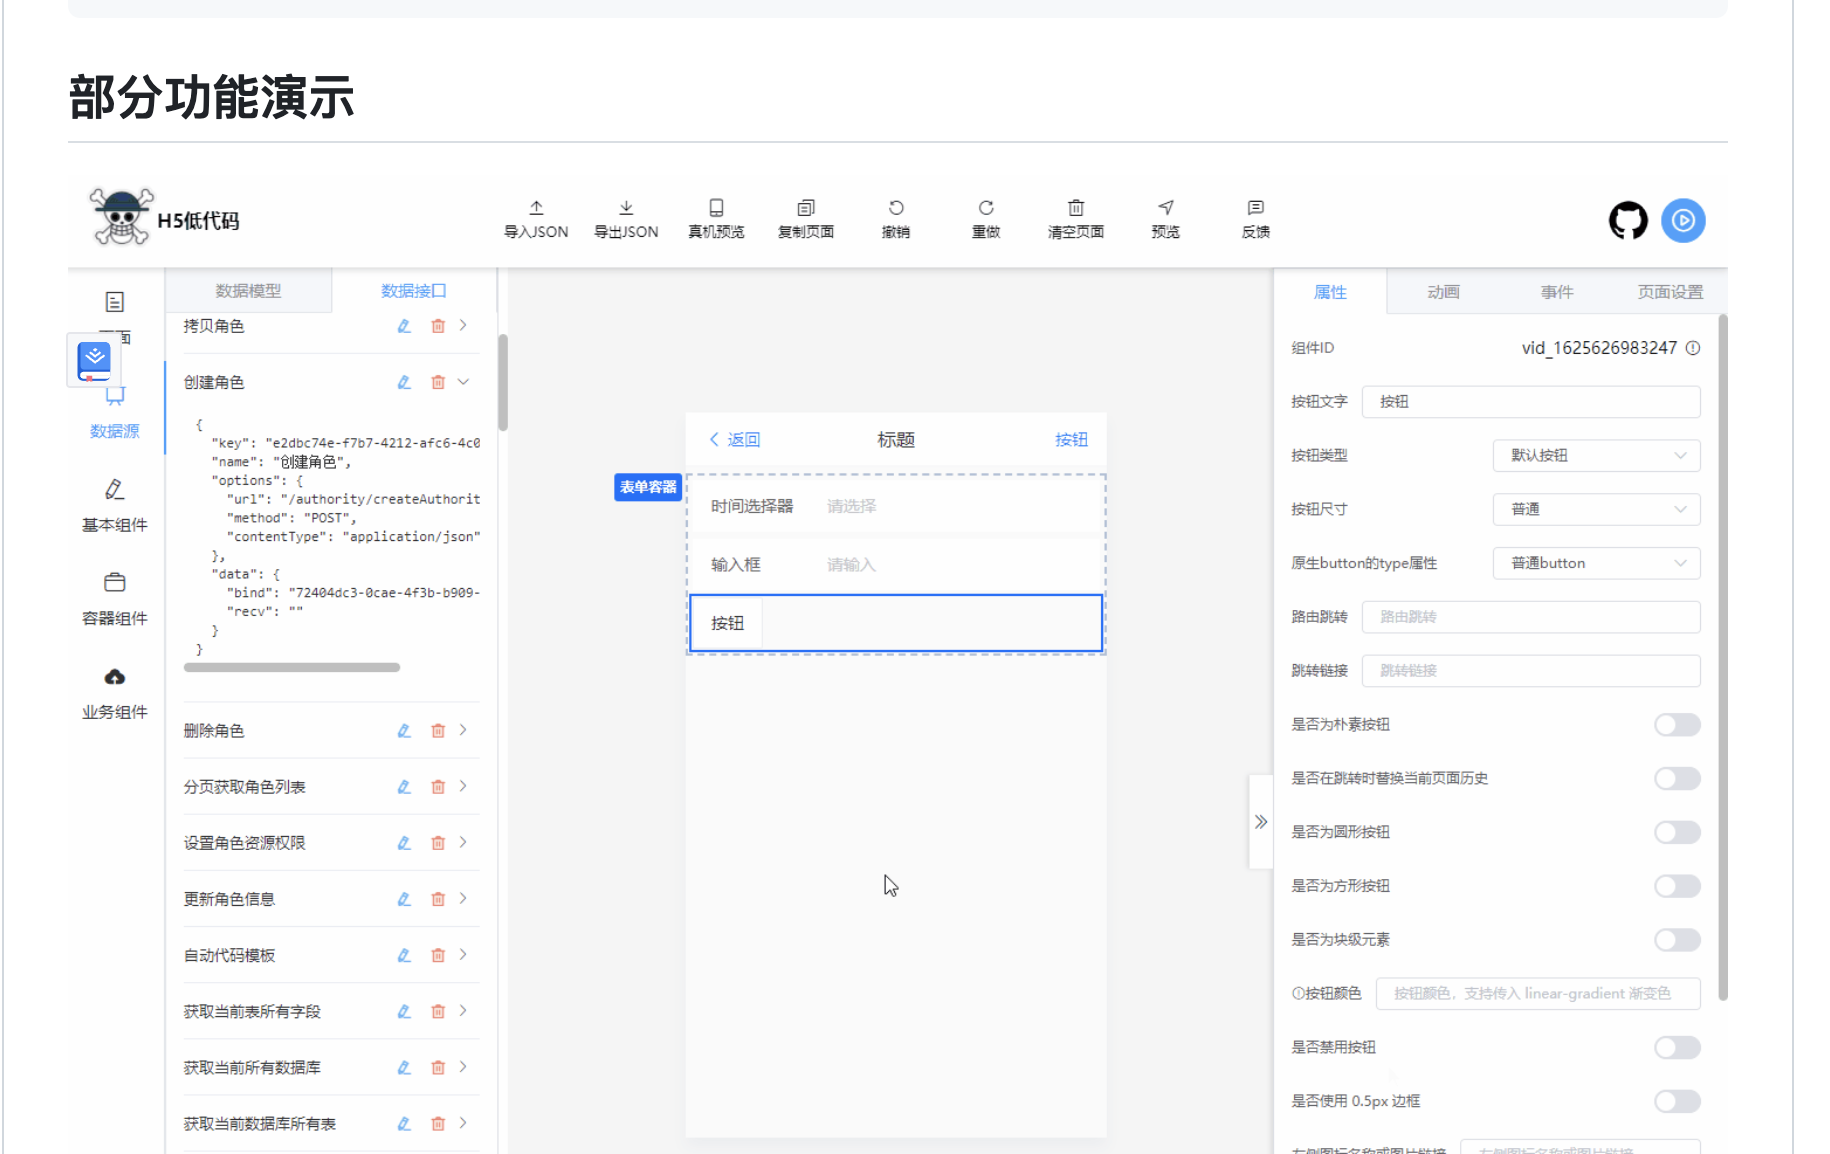 部分功能演示
H5低代码
导入JSON
导出JSON
真机预览
复制页面
撤销
重做
清空页面
预览
反馈
面
数据源
基本组件
容器组件
业务组件
数据模型
数据接口
拷贝角色
创建角色
{
"key": "e2dbc74e-f7b7-4212-afc6-4c0
"name": "创建角色",
"options": {
"url": "/authority/createAuthorit
"method": "POST",
"contentType": "application/json"
},
"data": {
"bind": "72404dc3-0cae-4f3b-b909-
"recv": ""
}
}
删除角色
分页获取角色列表
设置角色资源权限
更新角色信息
自动代码模板
获取当前表所有字段
获取当前所有数据库
获取当前数据库所有表
返回
标题
按钮
表单容器
时间选择器 请选择
输入框 请输入
按钮
属性
动画
事件
页面设置
组件ID vid_1625626983247
按钮文字 按钮
按钮类型 默认按钮
按钮尺寸 普通
原生button的type属性 普通button
路由跳转 路由跳转
跳转链接 跳转链接
是否为朴素按钮
是否在跳转时替换当前页面历史
是否为圆形按钮
是否为方形按钮
是否为块级元素
按钮颜色 按钮颜色，支持传入 linear-gradient 渐变色
是否禁用按钮
是否使用 0.5px 边框